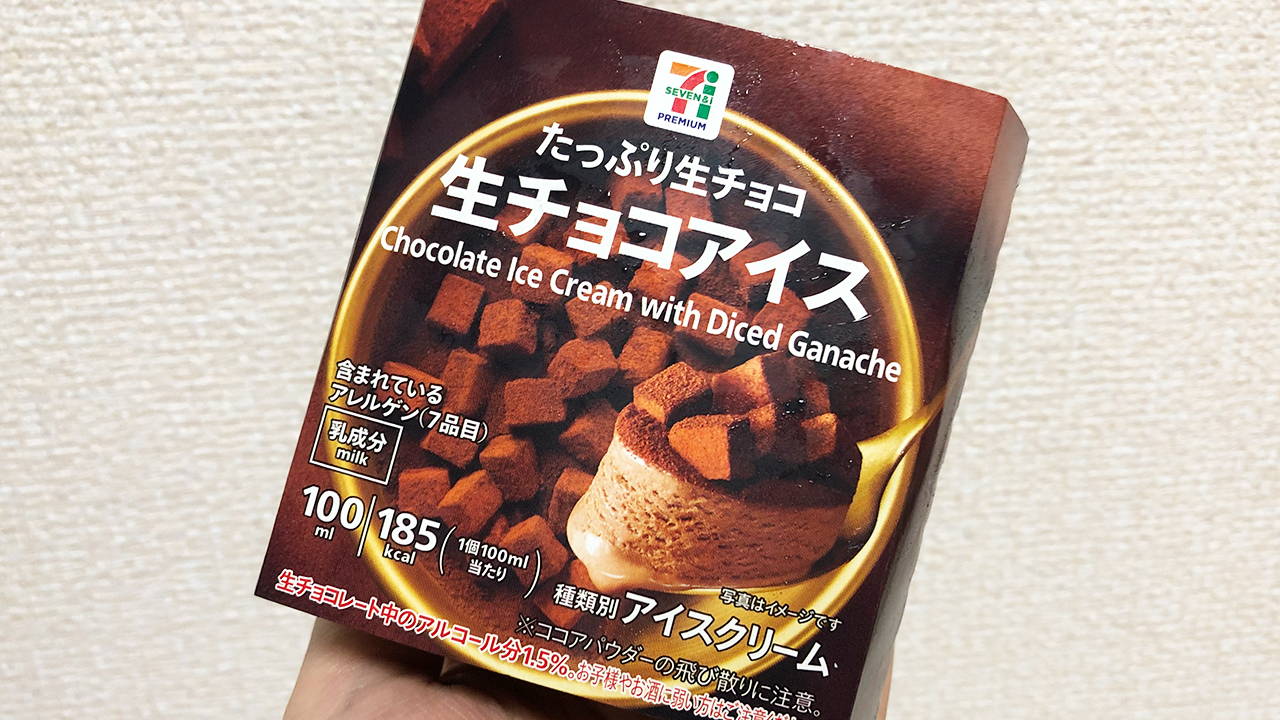 SEVEN&i
PREMIUM
たっぷり生チョコ
生チョコアイス
Chocolate Ice Cream with Diced Ganache
含まれている
アレルゲン(7品目)
乳成分
milk
100
ml
185
kcal
(1個100ml
当たり)
写真はイメージです
種類別 アイスクリーム
※ココアパウダーの飛び散りに注意。
生チョコレート中のアルコール分1.5%。お子様やお酒に弱い方はご注意